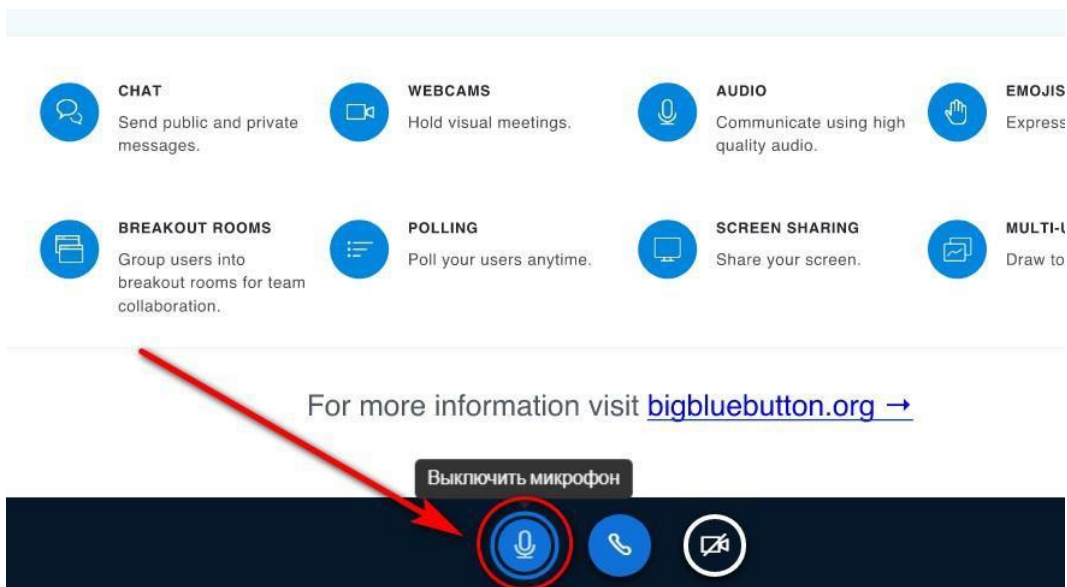 CHAT
Send public and private
messages.
WEBCAMS
Hold visual meetings.
AUDIO
Communicate using high
quality audio.
EMOJIS
Express
BREAKOUT ROOMS
Group users into
breakout rooms for team
collaboration.
POLLING
Poll your users anytime.
SCREEN SHARING
Share your screen.
MULTI-U
Draw to
For more information visit bigbluebutton.org →
Выключить микрофон